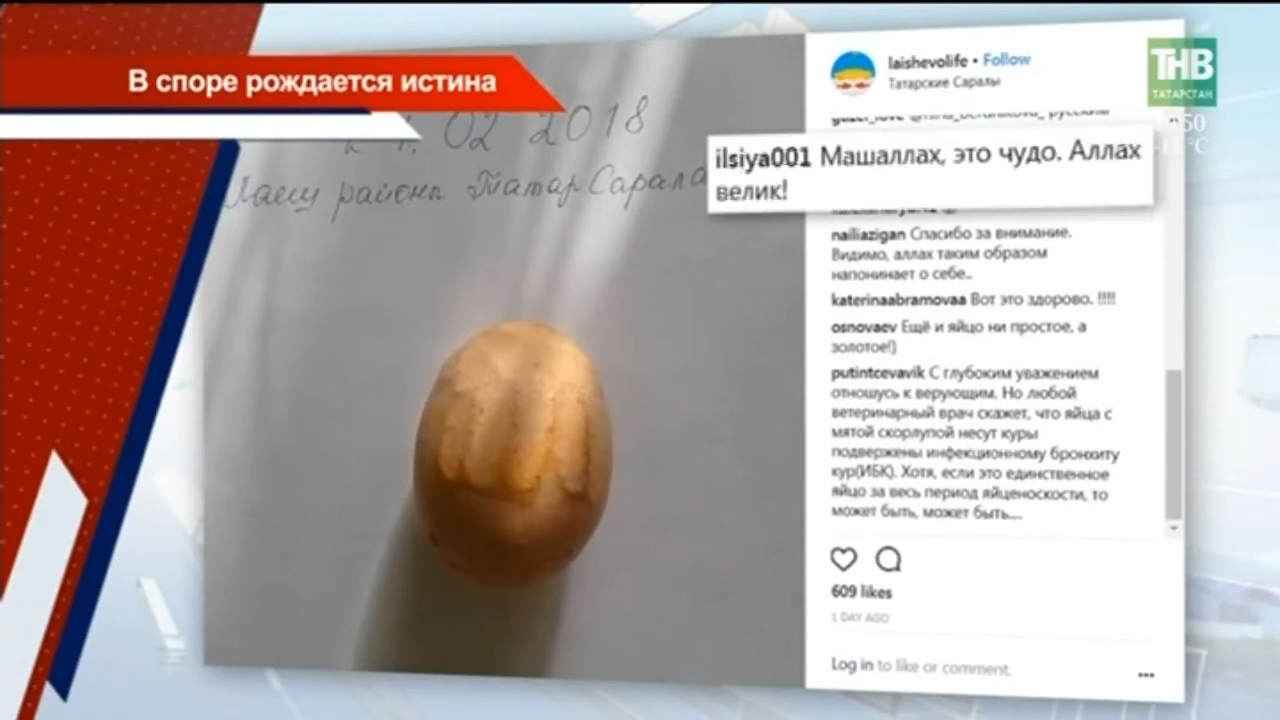 В споре рождается истина
02 2018
районы Татар Сарала
laishevolife • Follow
Татарские Саралы
ТНВ
ТАТАРСТАН
ilsiya001 Машаллах, это чудо. Аллах
велик!
nailiazigan Спасибо за внимание.
Видимо, аллах таким образом
напоминает о себе..
katerinaabramovaa Вот это здорово. !!!!
osnovaev Ещё и яйцо ни простое, а
золотое!)
putintcevavik С глубоким уважением
отношусь к верующим. Но любой
ветеринарный врач скажет, что яйца с
мятой скорлупой несут куры
подвержены инфекционному бронхиту
кур(ИБК). Хотя, если это единственное
яйцо за весь период яйценоскости, то
может быть, может быть....
609 likes
1 DAY AGO
Log in to like or comment.